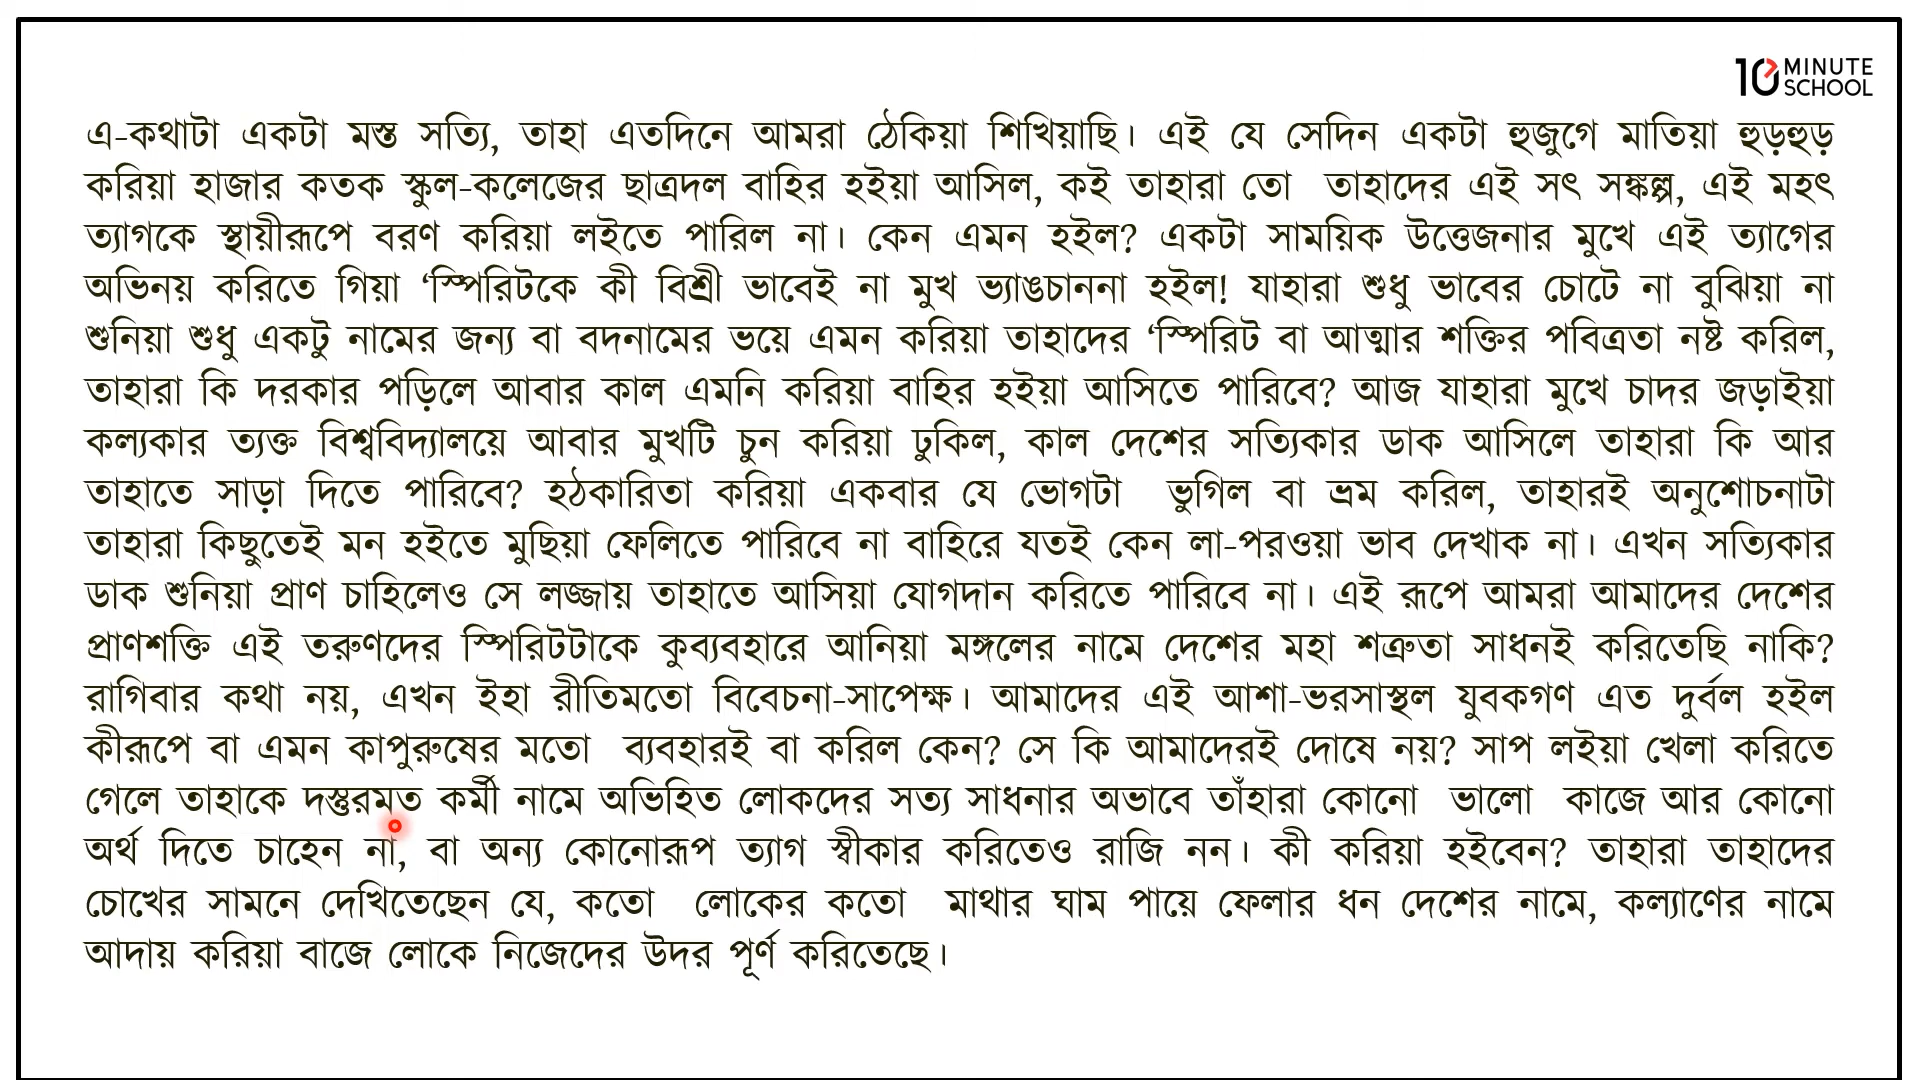 10 MINUTE SCHOOL
এ-কথাটা একটা মস্ত সত্যি, তাহা এতদিনে আমরা ঠেকিয়া শিখিয়াছি। এই যে সেদিন একটা হুজুগে মাতিয়া হুড়হুড়
করিয়া হাজার কতক স্কুল-কলেজের ছাত্রদল বাহির হইয়া আসিল, কই তাহারা তো তাহাদের এই সৎ সঙ্কল্প, এই মহৎ
ত্যাগকে স্থায়ীরূপে বরণ করিয়া লইতে পারিল না। কেন এমন হইল? একটা সাময়িক উত্তেজনার মুখে এই ত্যাগের
অভিনয় করিতে গিয়া ‘স্পিরিটকে কী বিশ্রী ভাবেই না মুখ ভ্যাঙচাননা হইল! যাহারা শুধু ভাবের চোটে না বুঝিয়া না
শুনিয়া শুধু একটু নামের জন্য বা বদনামের ভয়ে এমন করিয়া তাহাদের ‘স্পিরিট বা আত্মার শক্তির পবিত্রতা নষ্ট করিল,
তাহারা কি দরকার পড়িলে আবার কাল এমনি করিয়া বাহির হইয়া আসিতে পারিবে? আজ যাহারা মুখে চাদর জড়াইয়া
কল্যকার ত্যক্ত বিশ্ববিদ্যালয়ে আবার মুখটি চুন করিয়া ঢুকিল, কাল দেশের সত্যিকার ডাক আসিলে তাহারা কি আর
তাহাতে সাড়া দিতে পারিবে? হঠকারিতা করিয়া একবার যে ভোগটা ভুগিল বা ভ্রম করিল, তাহারই অনুশোচনাটা
তাহারা কিছুতেই মন হইতে মুছিয়া ফেলিতে পারিবে না বাহিরে যতই কেন লা-পরওয়া ভাব দেখাক না। এখন সত্যিকার
ডাক শুনিয়া প্রাণ চাহিলেও সে লজ্জায় তাহাতে আসিয়া যোগদান করিতে পারিবে না। এই রূপে আমরা আমাদের দেশের
প্রাণশক্তি এই তরুণদের স্পিরিটটাকে কুব্যবহারে আনিয়া মঙ্গলের নামে দেশের মহা শত্রুতা সাধনই করিতেছি নাকি?
রাগিবার কথা নয়, এখন ইহা রীতিমতো বিবেচনা-সাপেক্ষ। আমাদের এই আশা-ভরসাস্থল যুবকগণ এত দুর্বল হইল
কীরূপে বা এমন কাপুরুষের মতো ব্যবহারই বা করিল কেন? সে কি আমাদেরই দোষে নয়? সাপ লইয়া খেলা করিতে
গেলে তাহাকে দস্তুরমত কর্মী নামে অভিহিত লোকদের সত্য সাধনার অভাবে তাঁহারা কোনো ভালো কাজে আর কোনো
অর্থ দিতে চাহেন না, বা অন্য কোনোরূপ ত্যাগ স্বীকার করিতেও রাজি নন। কী করিয়া হইবেন? তাহারা তাহাদের
চোখের সামনে দেখিতেছেন যে, কতো লোকের কতো মাথার ঘাম পায়ে ফেলার ধন দেশের নামে, কল্যাণের নামে
আদায় করিয়া বাজে লোকে নিজেদের উদর পূর্ণ করিতেছে।